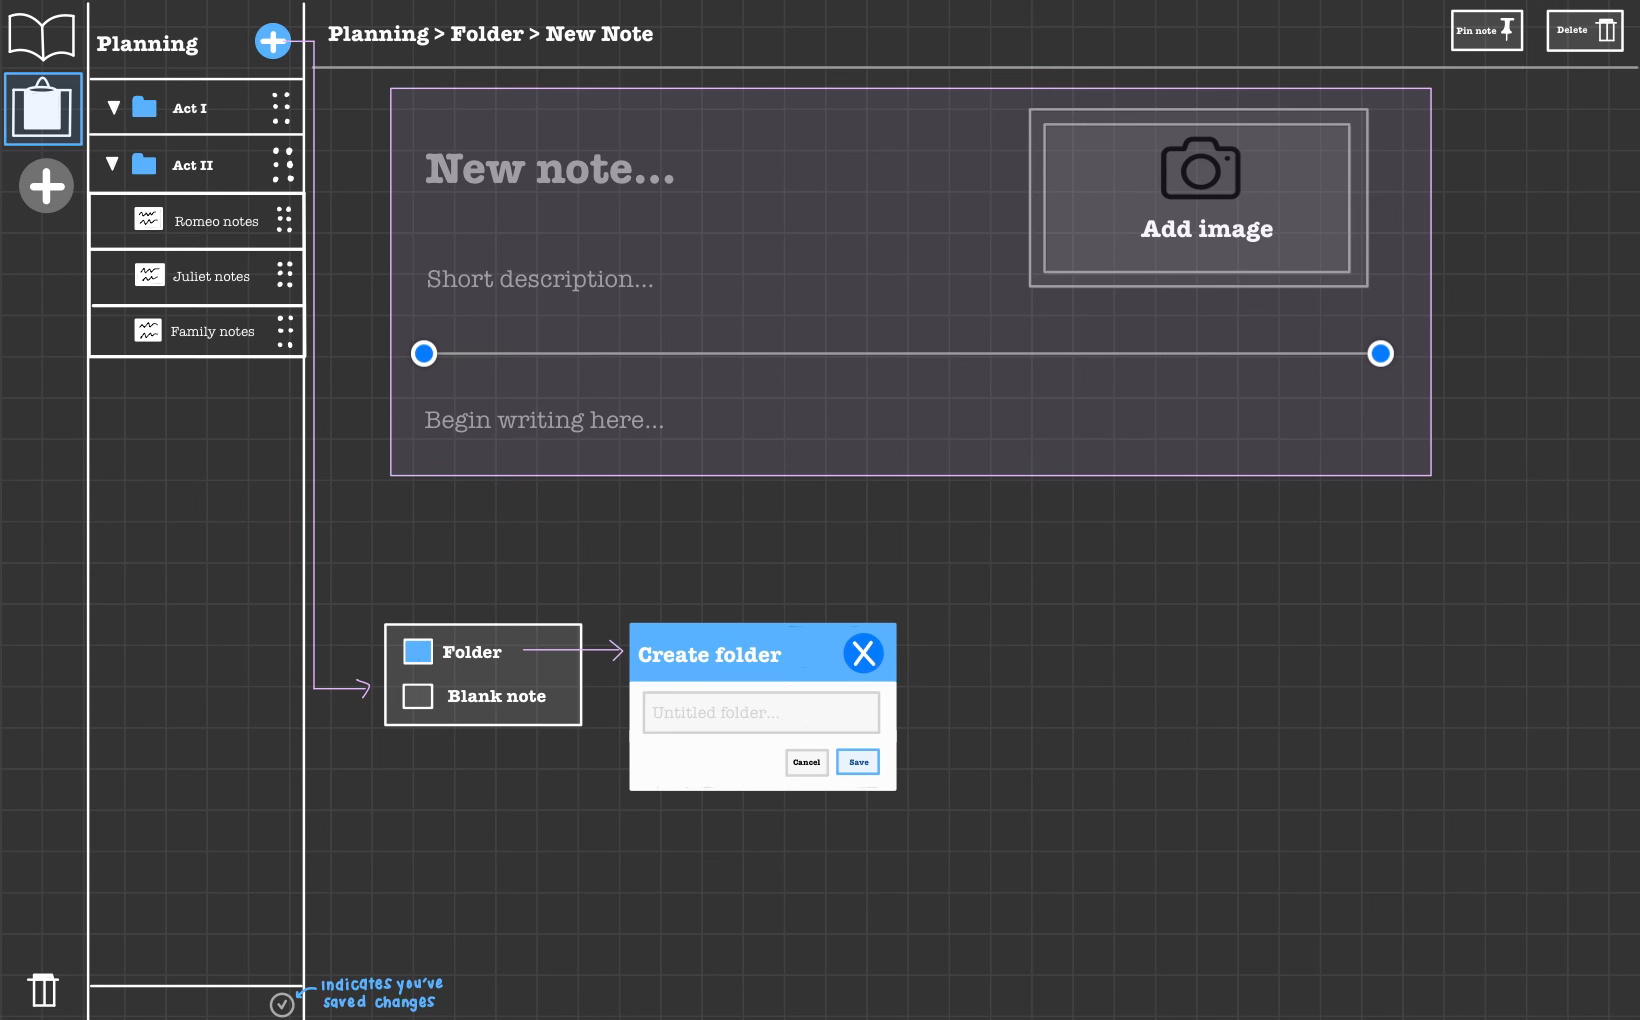 Planning
Planning > Folder > New Note
Pin note
Delete
Act I
Act II
Romeo notes
Juliet notes
Family notes
New note...
Add image
Short description...
Begin writing here...
Folder
Blank note
Create folder
X
Untitled folder...
Cancel
Save
indicates you've
saved changes